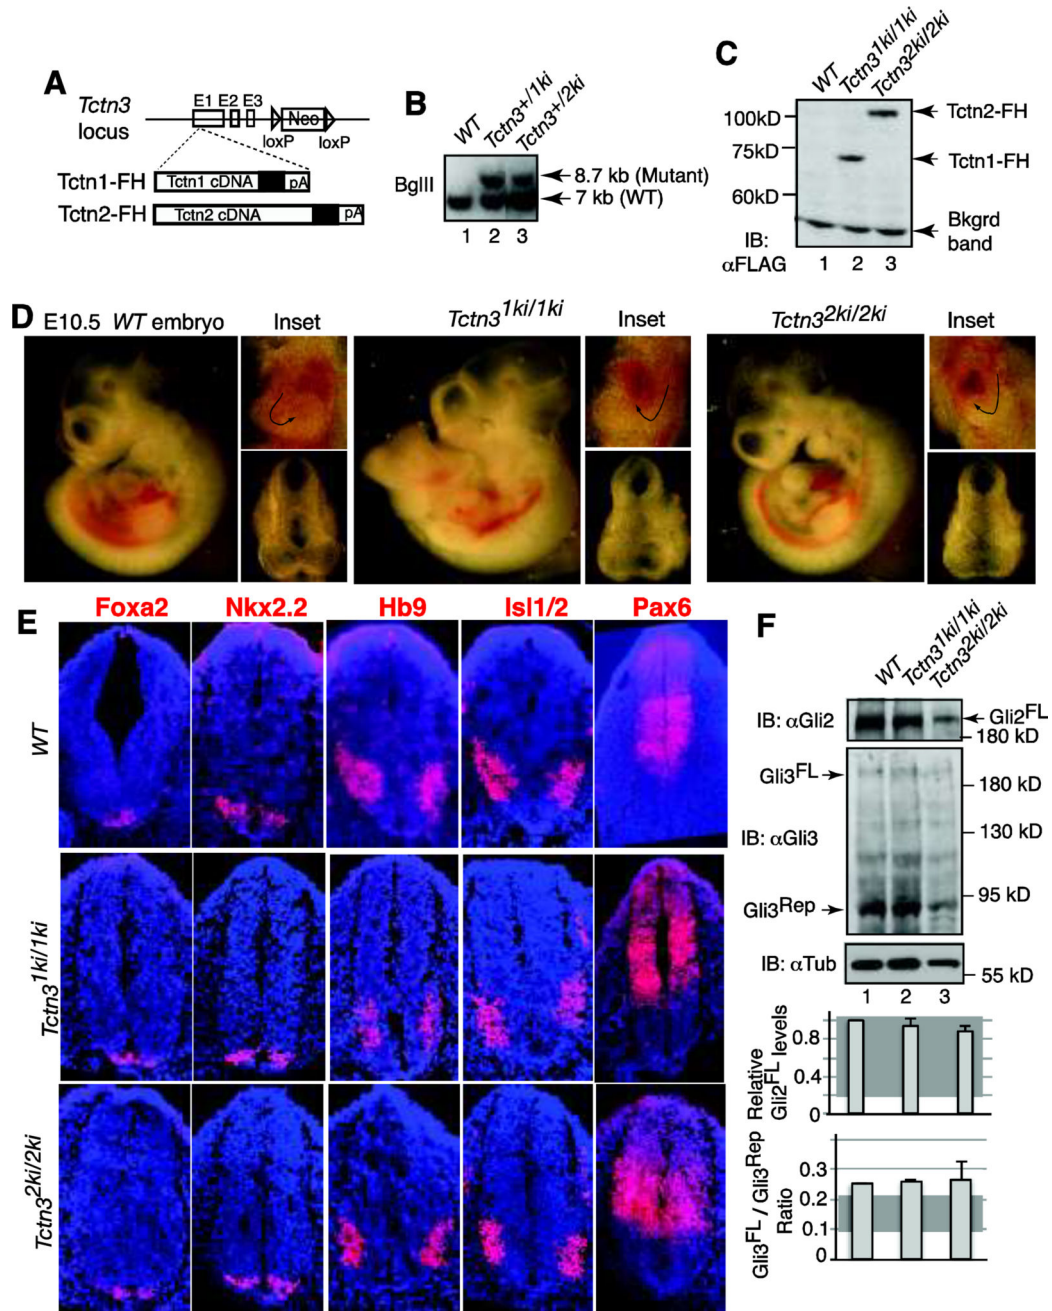 A
Tctn3
locus
E1 E2 E3
Neo
loxP loxP
Tctn1-FH
Tctn1 cDNA pA
Tctn2-FH
Tctn2 cDNA pA
B
WT
Tctn3+/1ki
Tctn3+/2ki
BglII
8.7 kb (Mutant)
7 kb (WT)
1 2 3
C
WT
Tctn3 1ki/1ki
Tctn3 2ki/2ki
100kD
75kD
60kD
Tctn2-FH
Tctn1-FH
Bkgrd
band
IB:
αFLAG 1 2 3
D
E10.5 WT embryo Inset Tctn3 1ki/1ki Inset Tctn3 2ki/2ki Inset
E
Foxa2 Nkx2.2 Hb9 Isl1/2 Pax6
WT
Tctn3 1ki/1ki
Tctn3 2ki/2ki
F
WT
Tctn3 1ki/1ki
Tctn3 2ki/2ki
IB: αGli2
Gli2FL
180 kD
Gli3FL
180 kD
130 kD
IB: αGli3
95 kD
Gli3Rep
IB: αTub
55 kD
1 2 3
Relative
Gli2FL levels
0.8
0.4
0
Gli3FL / Gli3Rep
Ratio
0.3
0.2
0.1
0